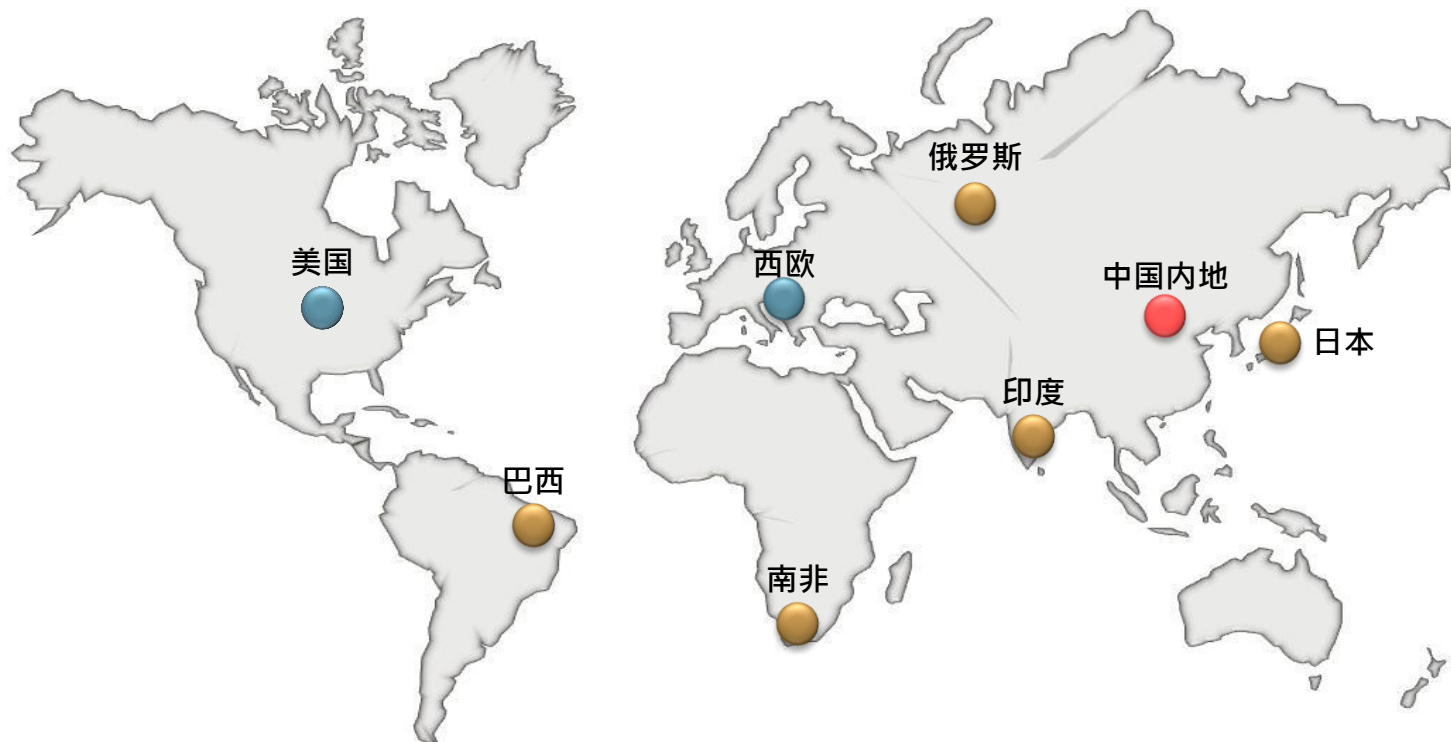 俄罗斯
美国
西欧
中国内地
日本
印度
巴西
南非